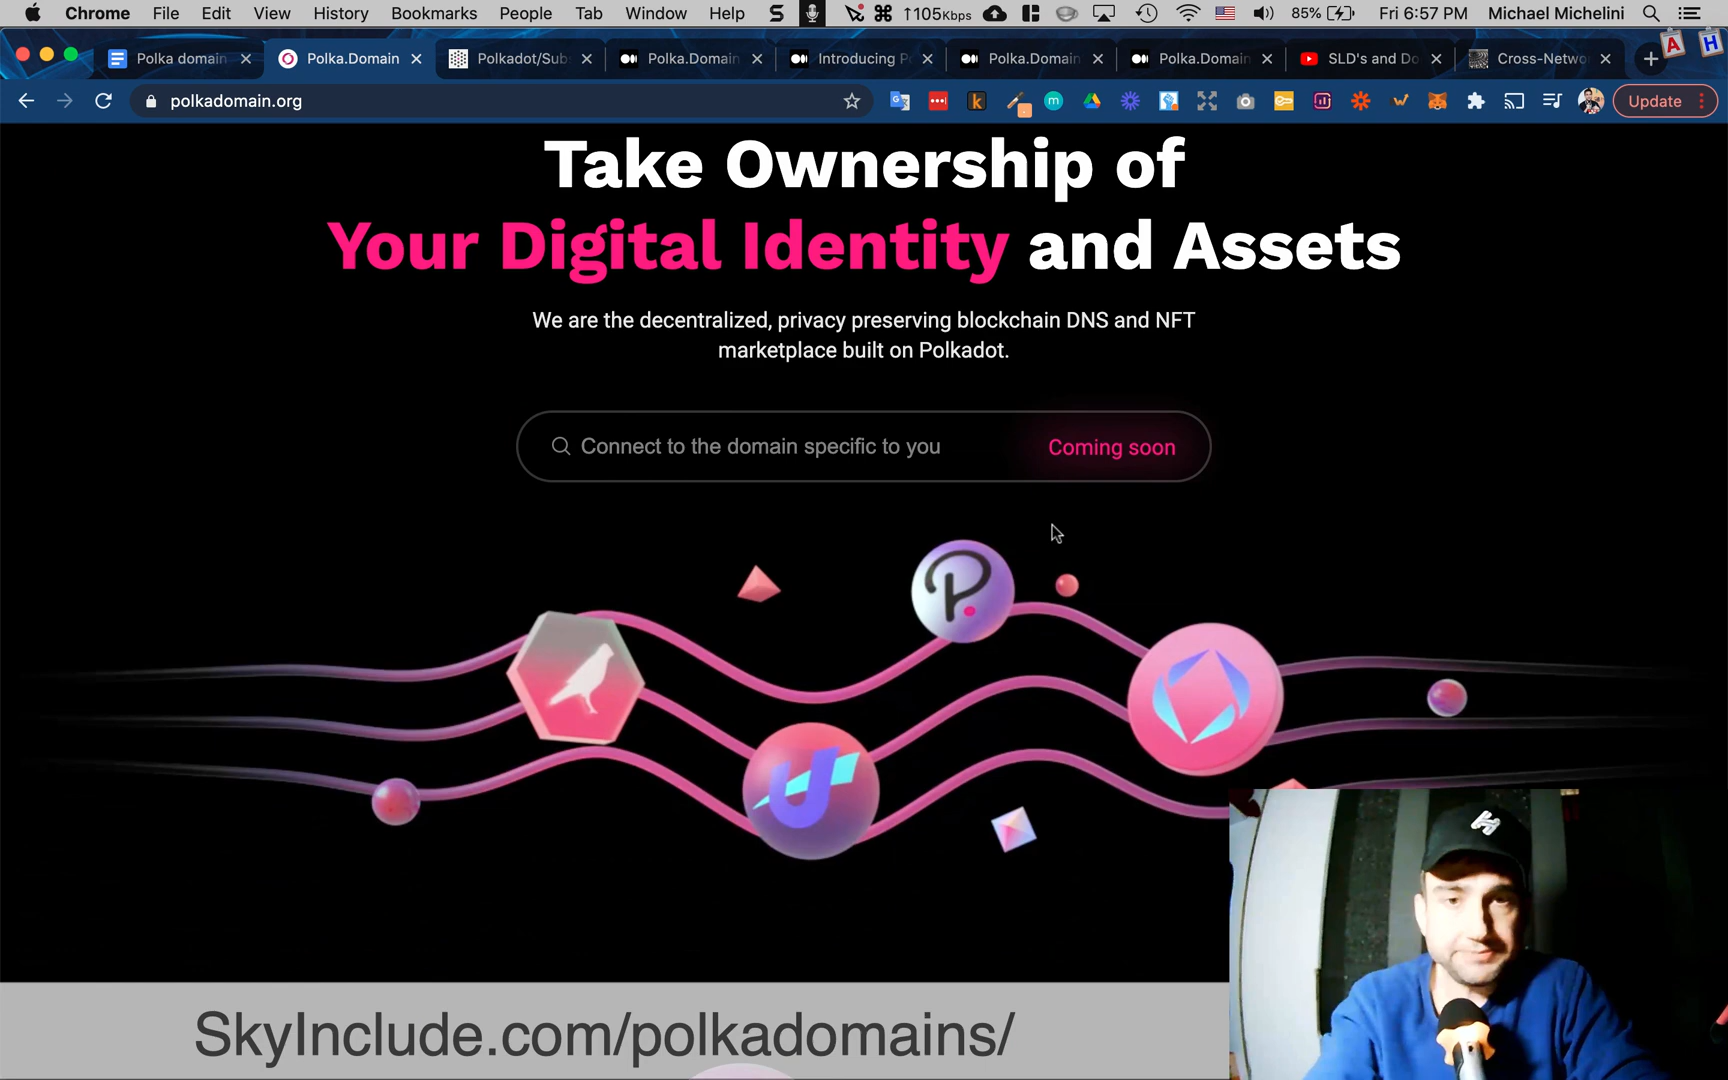 Chrome File Edit View History Bookmarks People Tab Window Help S ↑105Kbps 85% Fri 6:57 PM Michael Michelini
Polka domain Polka.Domain Polkadot/Sub Polka.Domain Introducing P Polka.Domain Polka.Domain SLD's and Do Cross-Netwo A H
polkadomain.org k m Update
Take Ownership of
Your Digital Identity and Assets
We are the decentralized, privacy preserving blockchain DNS and NFT
marketplace built on Polkadot.
Connect to the domain specific to you Coming soon
SkyInclude.com/polkadomains/